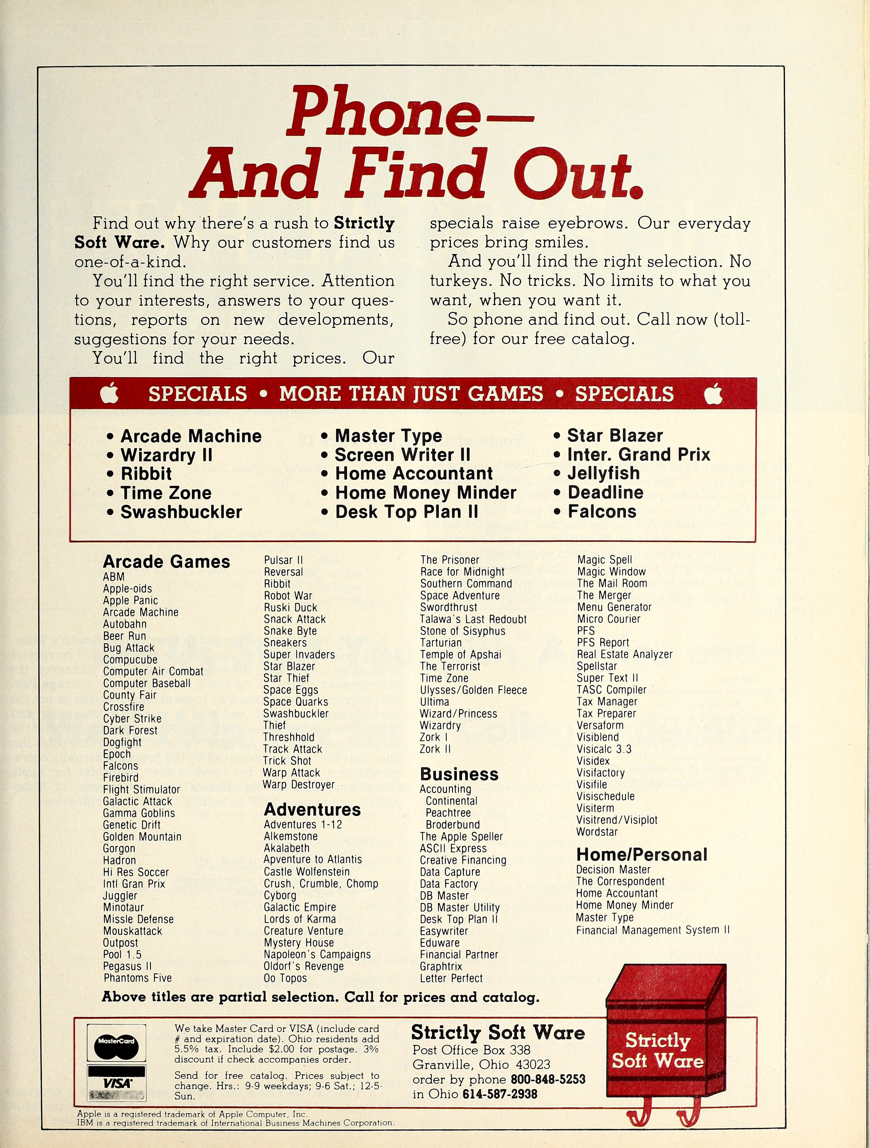 Phone—
And Find Out.
Find out why there's a rush to Strictly
Soft Ware. Why our customers find us
one-of-a-kind.
You'll find the right service. Attention
to your interests, answers to your ques-
tions, reports on new developments,
suggestions for your needs.
You'll find the right prices. Our
specials raise eyebrows. Our everyday
prices bring smiles.
And you'll find the right selection. No
turkeys. No tricks. No limits to what you
want, when you want it.
So phone and find out. Call now (toll-
free) for our free catalog.
SPECIALS • MORE THAN JUST GAMES • SPECIALS
• Arcade Machine
• Wizardry II
• Ribbit
• Time Zone
• Swashbuckler
• Master Type
• Screen Writer II
• Home Accountant
• Home Money Minder
• Desk Top Plan II
• Star Blazer
• Inter. Grand Prix
• Jellyfish
• Deadline
• Falcons
Arcade Games
ABM
Apple-oids
Apple Panic
Arcade Machine
Autobahn
Beer Run
Bug Attack
Compucube
Computer Air Combat
Computer Baseball
County Fair
Crossfire
Cyber Strike
Dark Forest
Dogfight
Epoch
Falcons
Firebird
Flight Stimulator
Galactic Attack
Gamma Goblins
Genetic Drift
Golden Mountain
Gorgon
Hadron
Hi Res Soccer
Intl Gran Prix
Juggler
Minotaur
Missle Defense
Mouskattack
Outpost
Pool 1.5
Pegasus II
Phantoms Five
Pulsar II
Reversal
Ribbit
Robot War
Ruski Duck
Snack Attack
Snake Byte
Sneakers
Super Invaders
Star Blazer
Star Thief
Space Eggs
Space Quarks
Swashbuckler
Thief
Threshhold
Track Attack
Trick Shot
Warp Attack
Warp Destroyer
Adventures
Adventures 1-12
Alkemstone
Akalabeth
Apventure to Atlantis
Castle Wolfenstein
Crush, Crumble, Chomp
Cyborg
Galactic Empire
Lords of Karma
Creature Venture
Mystery House
Napoleon's Campaigns
Oldorf's Revenge
Oo Topos
The Prisoner
Race for Midnight
Southern Command
Space Adventure
Swordthrust
Talawa's Last Redoubt
Stone of Sisyphus
Tarturian
Temple of Apshai
The Terrorist
Time Zone
Ulysses/Golden Fleece
Ultima
Wizard/Princess
Wizardry
Zork I
Zork II
Business
Accounting
Continental
Peachtree
Broderbund
The Apple Speller
ASCII Express
Creative Financing
Data Capture
Data Factory
DB Master
DB Master Utility
Desk Top Plan II
Easywriter
Eduware
Financial Partner
Graphtrix
Letter Perfect
Magic Spell
Magic Window
The Mail Room
The Merger
Menu Generator
Micro Courier
PFS
PFS Report
Real Estate Analyzer
Spellstar
Super Text II
TASC Compiler
Tax Manager
Tax Preparer
Versaform
Visiblend
Visicalc 3.3
Visidex
Visifactory
Visifile
Visischedule
Visiterm
Visitrend/Visiplot
Wordstar
Home/Personal
Decision Master
The Correspondent
Home Accountant
Home Money Minder
Master Type
Financial Management System II
Above titles are partial selection. Call for prices and catalog.
MasterCard
VISA
We take Master Card or VISA (include card
# and expiration date). Ohio residents add
5.5% tax. Include $2.00 for postage. 3%
discount if check accompanies order.
Send for free catalog. Prices subject to
change. Hrs.: 9-9 weekdays; 9-6 Sat.; 12-5-
Sun.
Strictly Soft Ware
Post Office Box 338
Granville, Ohio 43023
order by phone 800-848-5253
in Ohio 614-587-2938
Strictly
Soft Ware
Apple is a registered trademark of Apple Computer, Inc.
IBM is a registered trademark of International Business Machines Corporation.